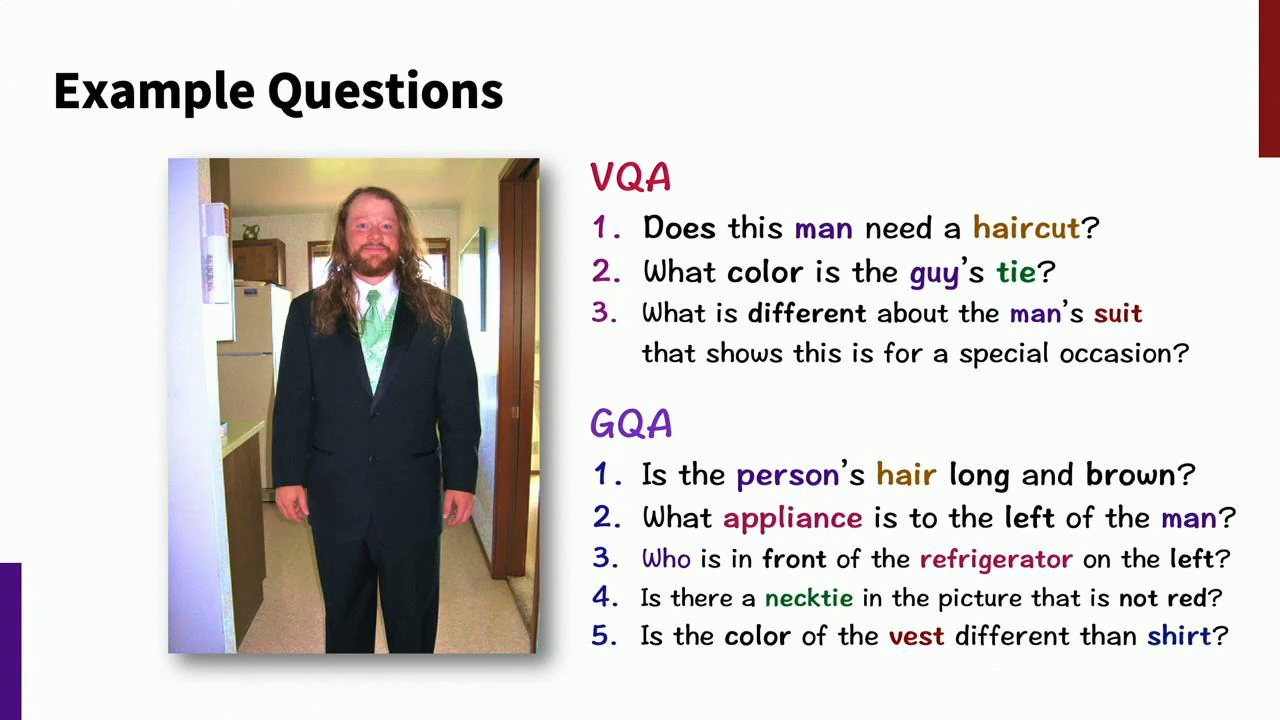 Example Questions
VQA
1. Does this man need a haircut?
2. What color is the guy's tie?
3. What is different about the man's suit
that shows this is for a special occasion?
GQA
1. Is the person's hair long and brown?
2. What appliance is to the left of the man?
3. Who is in front of the refrigerator on the left?
4. Is there a necktie in the picture that is not red?
5. Is the color of the vest different than shirt?